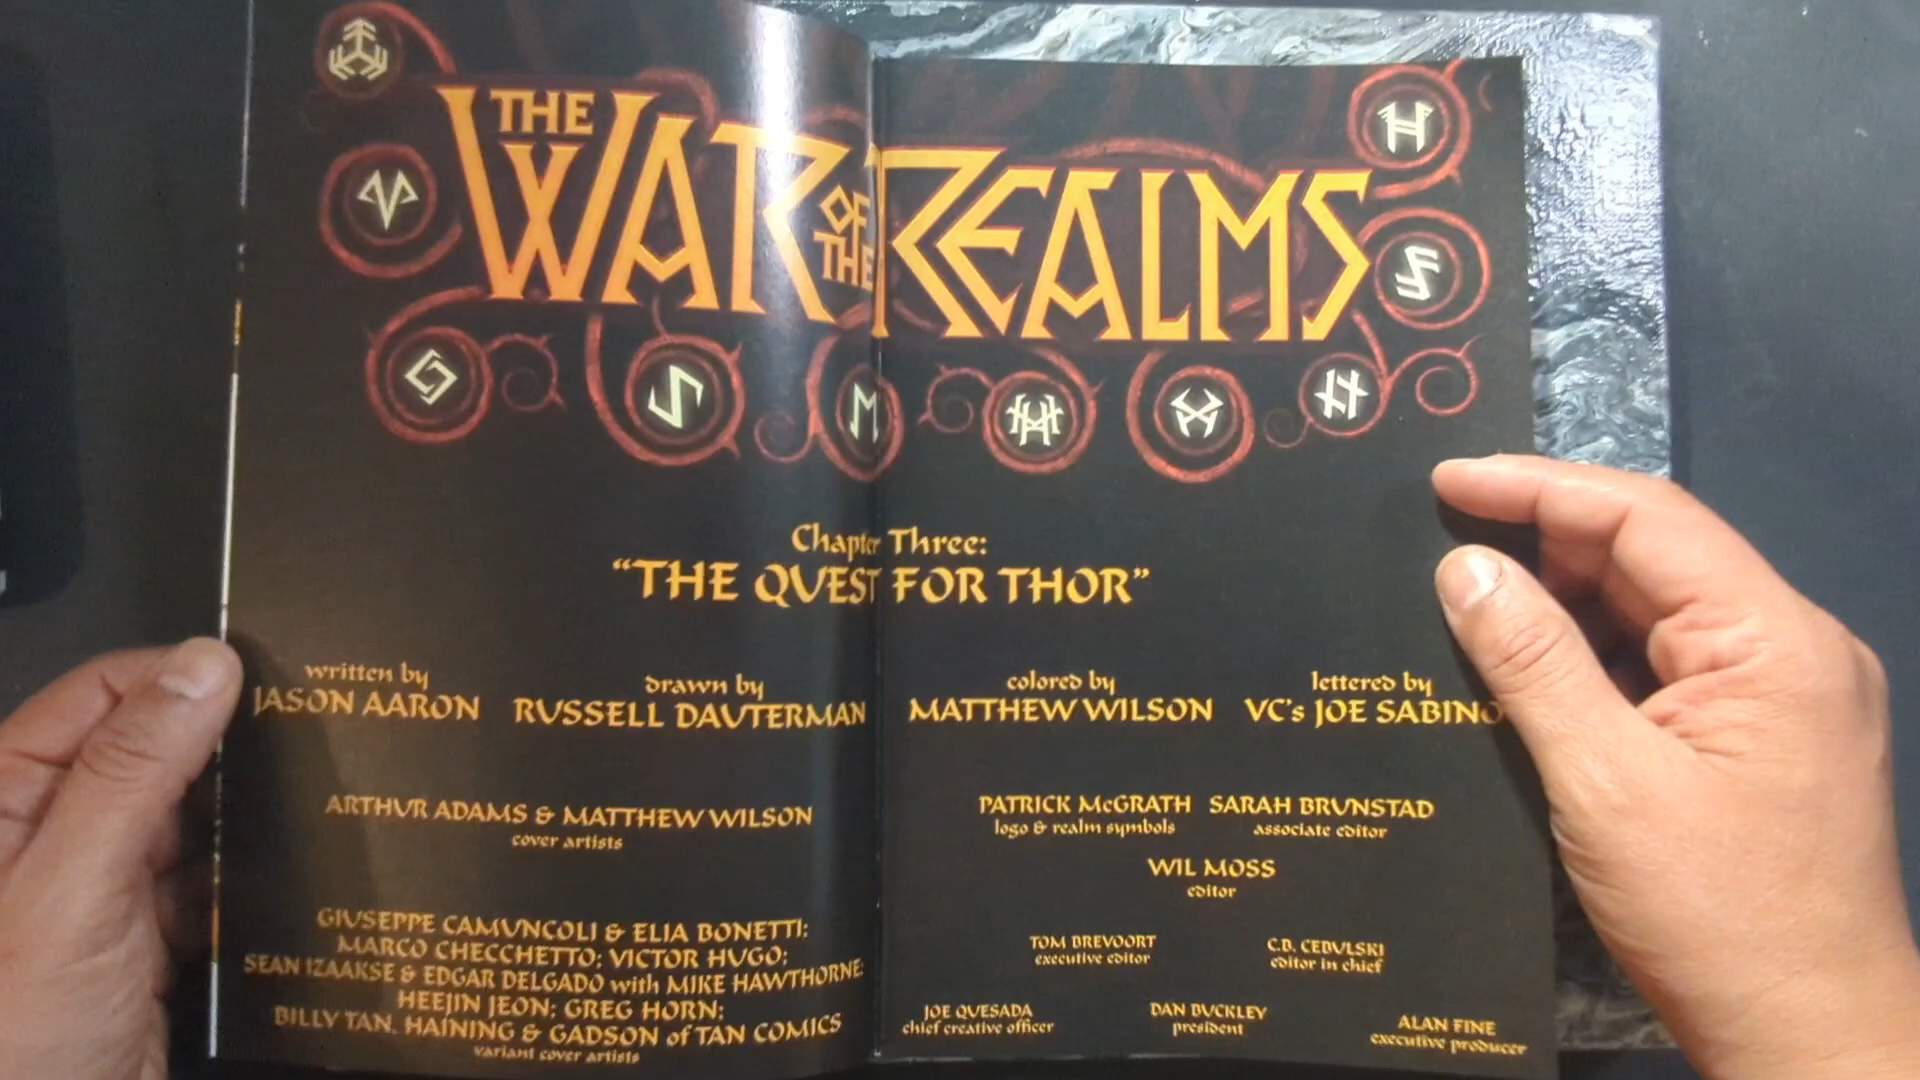 THE
WAR OF THE REALMS
Chapter Three:
"THE QUEST FOR THOR"
written by
JASON AARON
drawn by
RUSSELL DAUTERMAN
colored by
MATTHEW WILSON
lettered by
VC's JOE SABINO
ARTHUR ADAMS & MATTHEW WILSON
cover artists
GIUSEPPE CAMUNCOLI & ELIA BONETTI;
MARCO CHECCHETTO; VICTOR HUGO;
SEAN IZAAKSE & EDGAR DELGADO with MIKE HAWTHORNE;
HEEJIN JEON; GREG HORN;
BILLY TAN, HAINING & GADSON of TAN COMICS
variant cover artists
PATRICK McGRATH
logo & realm symbols
SARAH BRUNSTAD
associate editor
WIL MOSS
editor
TOM BREVOORT
executive editor
C.B. CEBULSKI
editor in chief
JOE QUESADA
chief creative officer
DAN BUCKLEY
president
ALAN FINE
executive producer